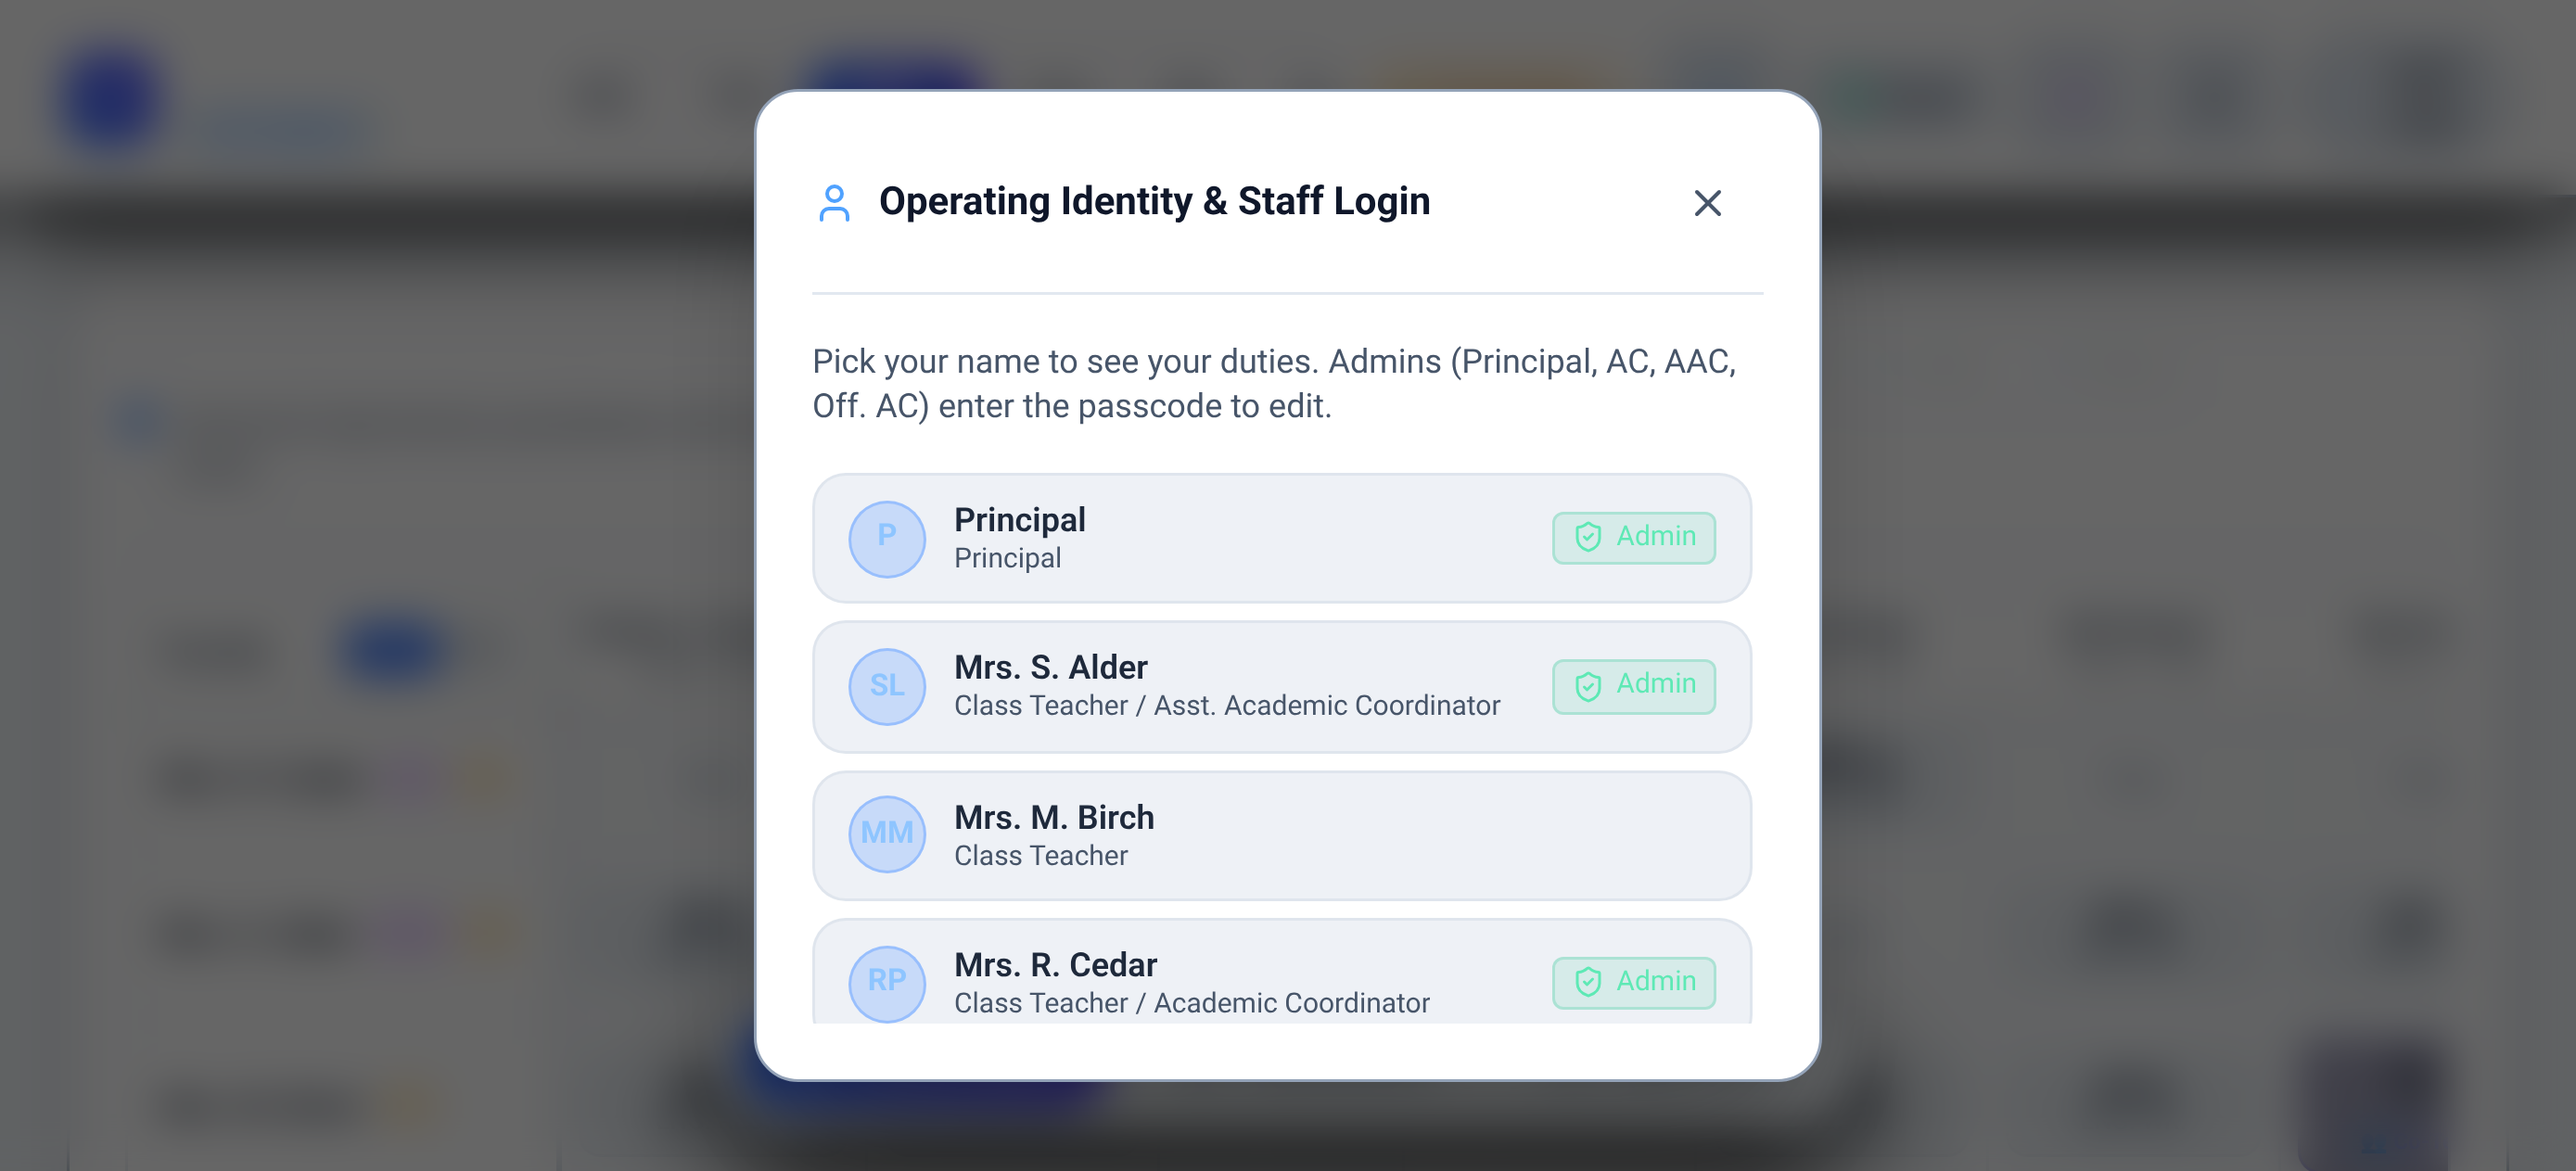 Operating Identity & Staff Login
Pick your name to see your duties. Admins (Principal, AC, AAC,
Off. AC) enter the passcode to edit.
P
Principal
Principal
Admin
SL
Mrs. S. Alder
Class Teacher / Asst. Academic Coordinator
Admin
MM
Mrs. M. Birch
Class Teacher
RP
Mrs. R. Cedar
Class Teacher / Academic Coordinator
Admin